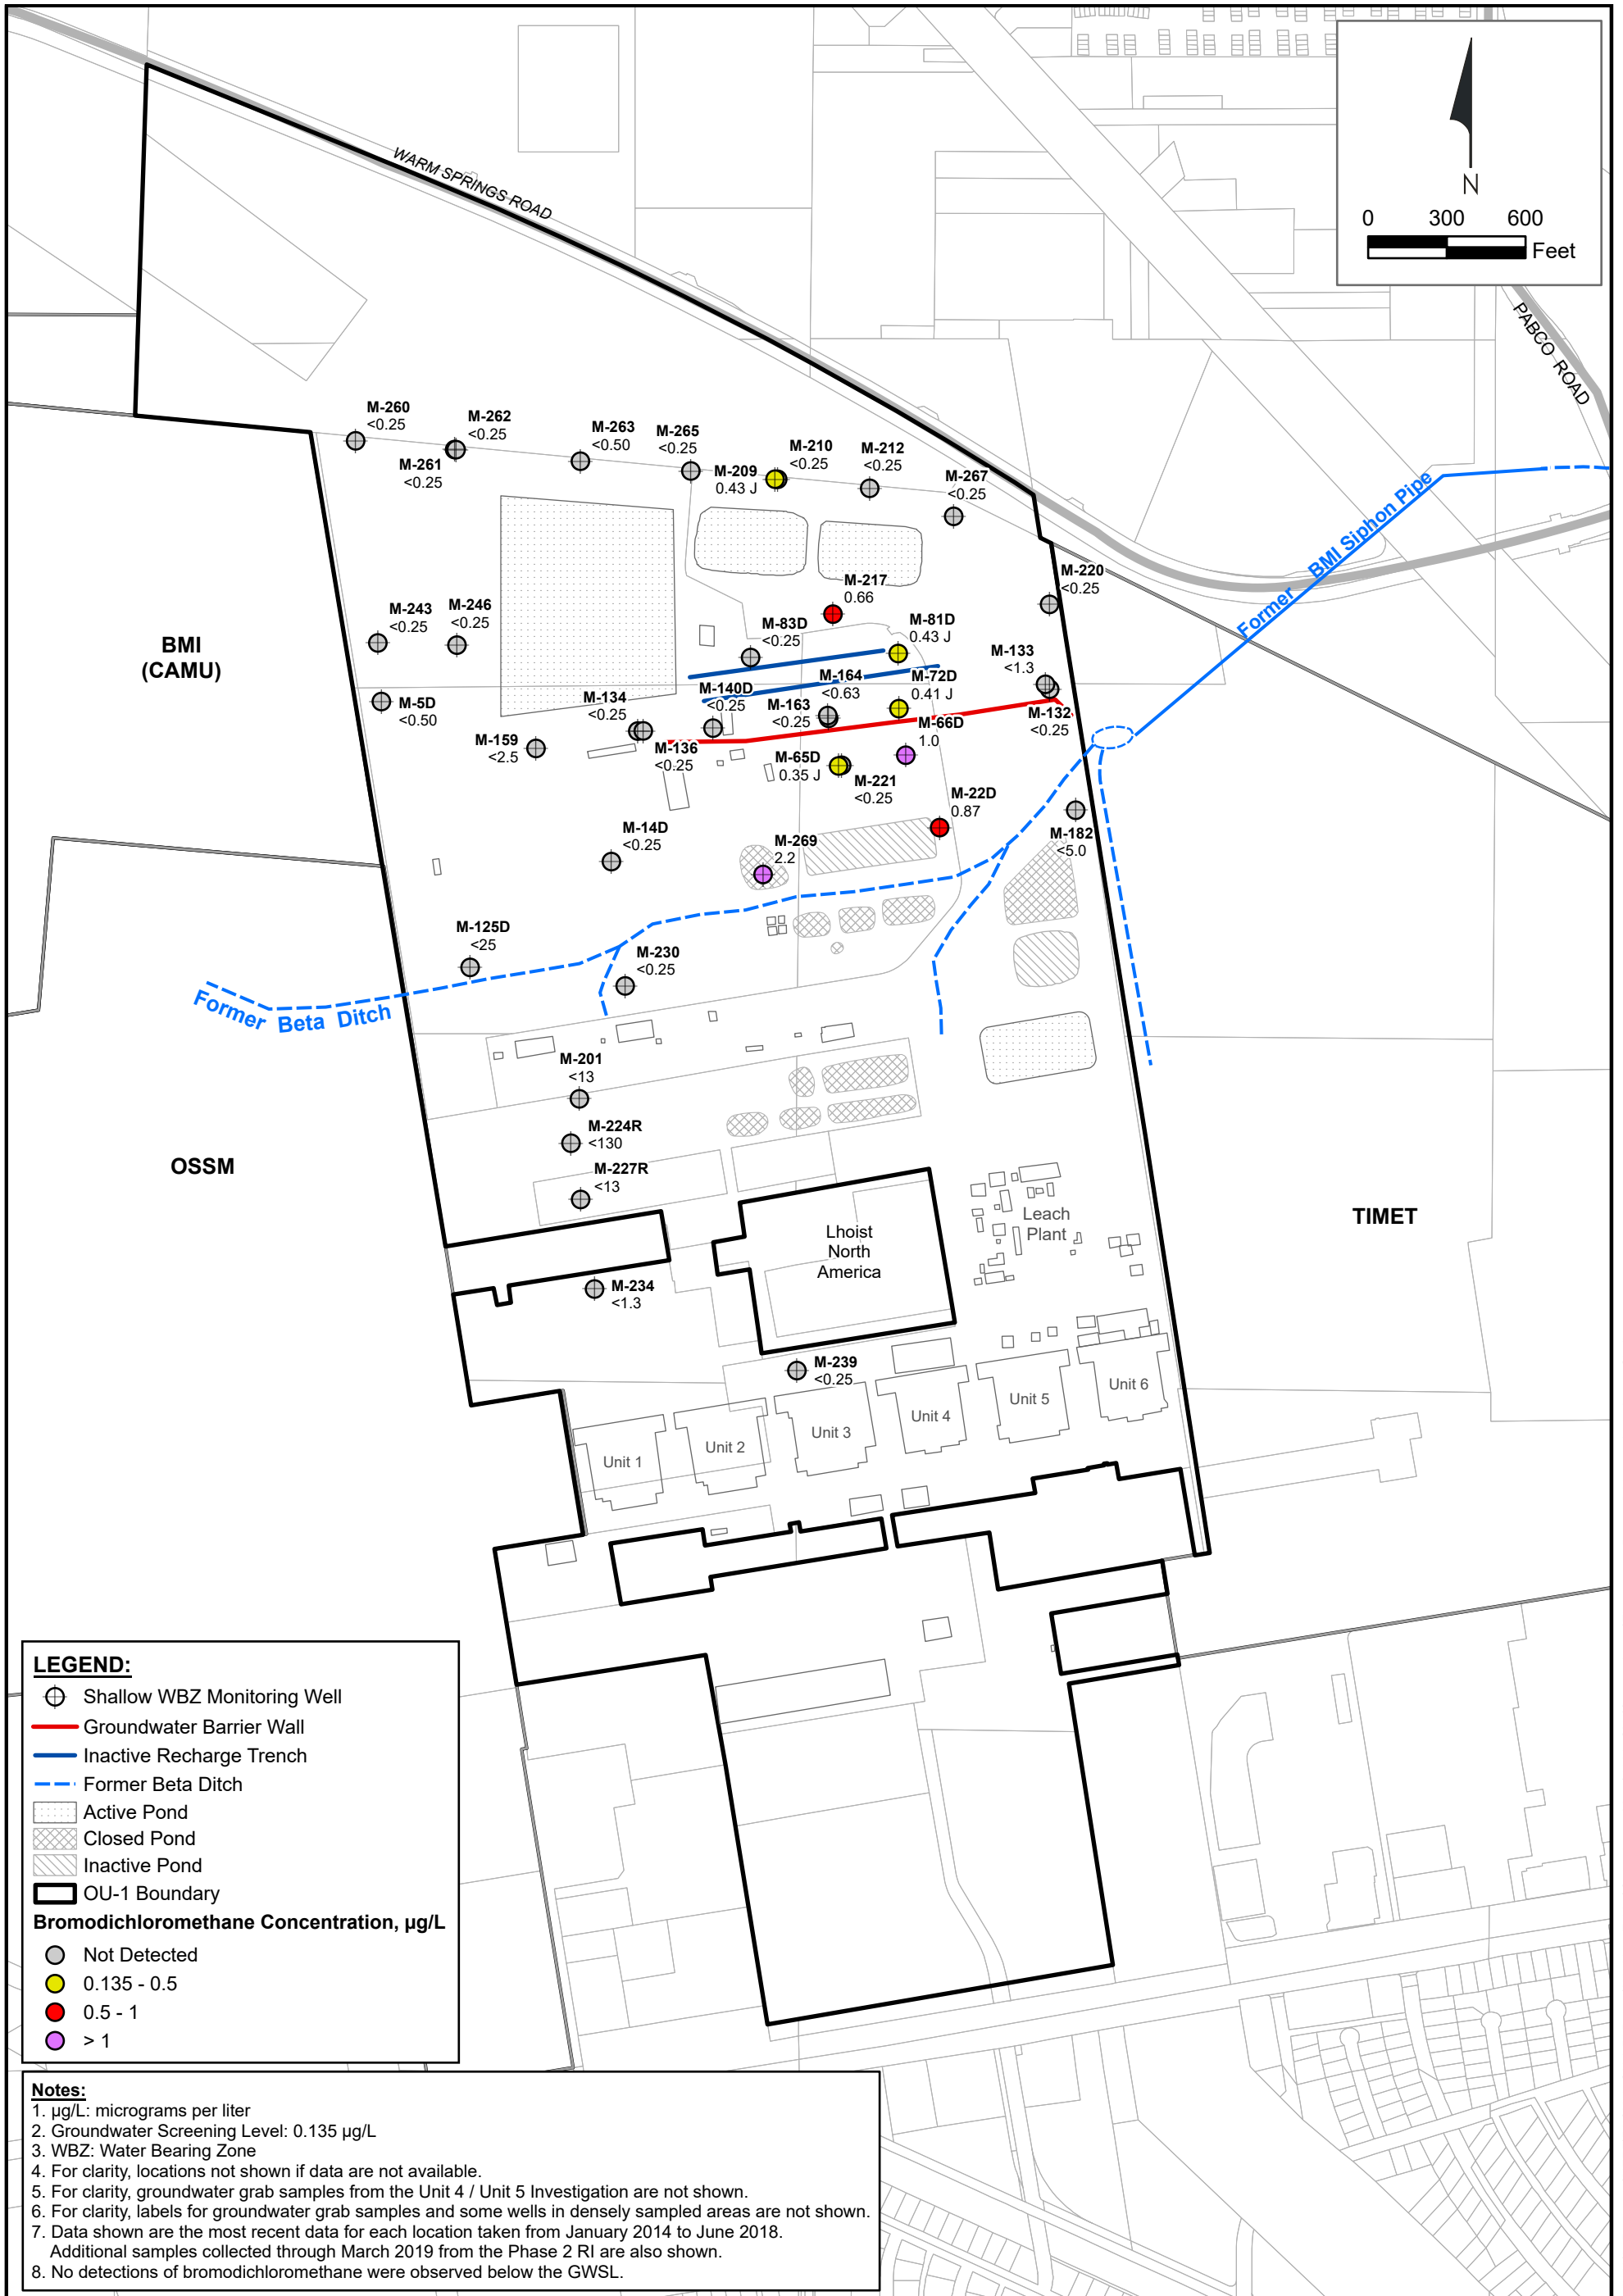 WARM SPRINGS ROAD
N
0 300 600
Feet
PABCO ROAD
M-260
<0.25
M-262
<0.25
M-261
<0.25
M-263
<0.50
M-265
<0.25
M-209
0.43 J
M-210
<0.25
M-212
<0.25
M-267
<0.25
Former BMI Siphon Pipe
M-220
<0.25
M-217
0.66
M-243
<0.25
M-246
<0.25
M-83D
<0.25
M-81D
0.43 J
BMI
(CAMU)
M-133
<1.3
M-5D
<0.50
M-134
<0.25
M-140D
<0.25
M-164
<0.63
M-72D
0.41 J
M-163
<0.25
M-132
<0.25
M-159
<2.5
M-136
<0.25
M-66D
1.0
M-65D
0.35 J
M-221
<0.25
M-22D
0.87
M-182
<5.0
M-14D
<0.25
M-269
2.2
M-125D
<25
M-230
<0.25
Former Beta Ditch
M-201
<13
M-224R
<130
M-227R
<13
OSSM
TIMET
Leach
Plant
Lhoist
North
America
M-234
<1.3
M-239
<0.25
Unit 1
Unit 2
Unit 3
Unit 4
Unit 5
Unit 6
LEGEND:
Shallow WBZ Monitoring Well
Groundwater Barrier Wall
Inactive Recharge Trench
Former Beta Ditch
Active Pond
Closed Pond
Inactive Pond
OU-1 Boundary
Bromodichloromethane Concentration, µg/L
Not Detected
0.135 - 0.5
0.5 - 1
> 1
Notes:
1. µg/L: micrograms per liter
2. Groundwater Screening Level: 0.135 µg/L
3. WBZ: Water Bearing Zone
4. For clarity, locations not shown if data are not available.
5. For clarity, groundwater grab samples from the Unit 4 / Unit 5 Investigation are not shown.
6. For clarity, labels for groundwater grab samples and some wells in densely sampled areas are not shown.
7. Data shown are the most recent data for each location taken from January 2014 to June 2018.
Additional samples collected through March 2019 from the Phase 2 RI are also shown.
8. No detections of bromodichloromethane were observed below the GWSL.